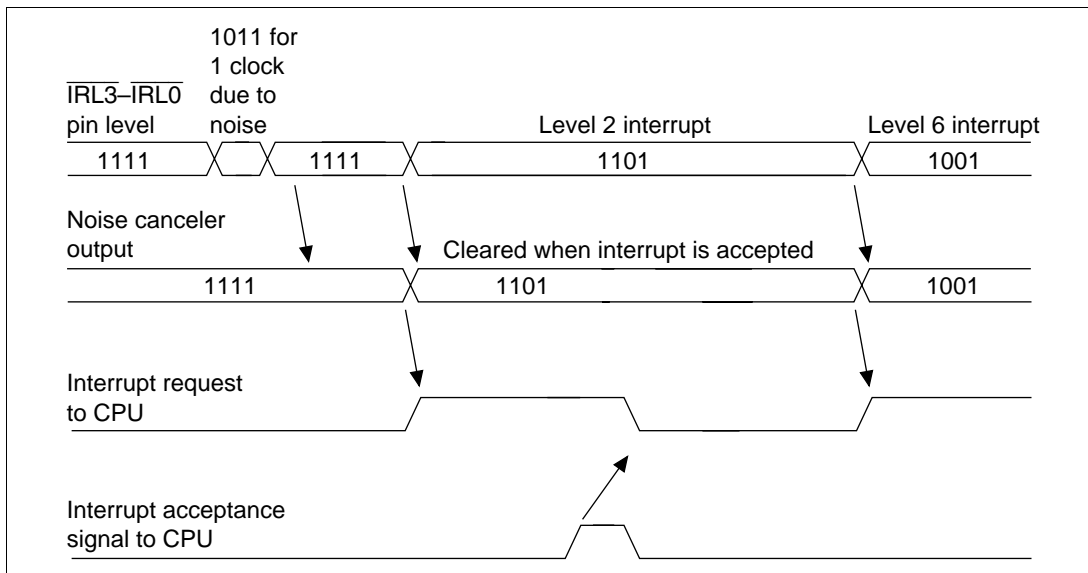 1011 for
1 clock
due to
noise
IRL3–IRL0
pin level
Level 2 interrupt
Level 6 interrupt
1111
1111
1101
1001
Noise canceler
output
Cleared when interrupt is accepted
1111
1101
1001
Interrupt request
to CPU
Interrupt acceptance
signal to CPU